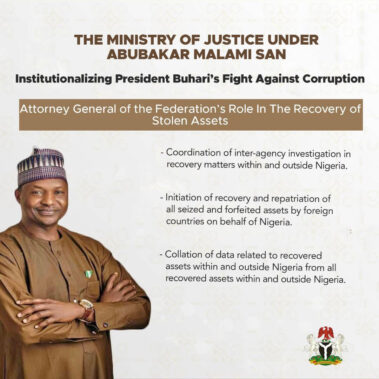 THE MINISTRY OF JUSTICE UNDER
ABUBAKAR MALAMI SAN
Institutionalizing President Buhari's Fight Against Corruption
Attorney General of the Federation's Role In The Recovery of
Stolen Assets
- Coordination of inter-agency investigation in
recovery matters within and outside Nigeria.
- Initiation of recovery and repatriation of
all seized and forfeited assets by foreign
countries on behalf of Nigeria.
- Collation of data related to recovered
assets within and outside Nigeria from all
recovered assets within and outside Nigeria.